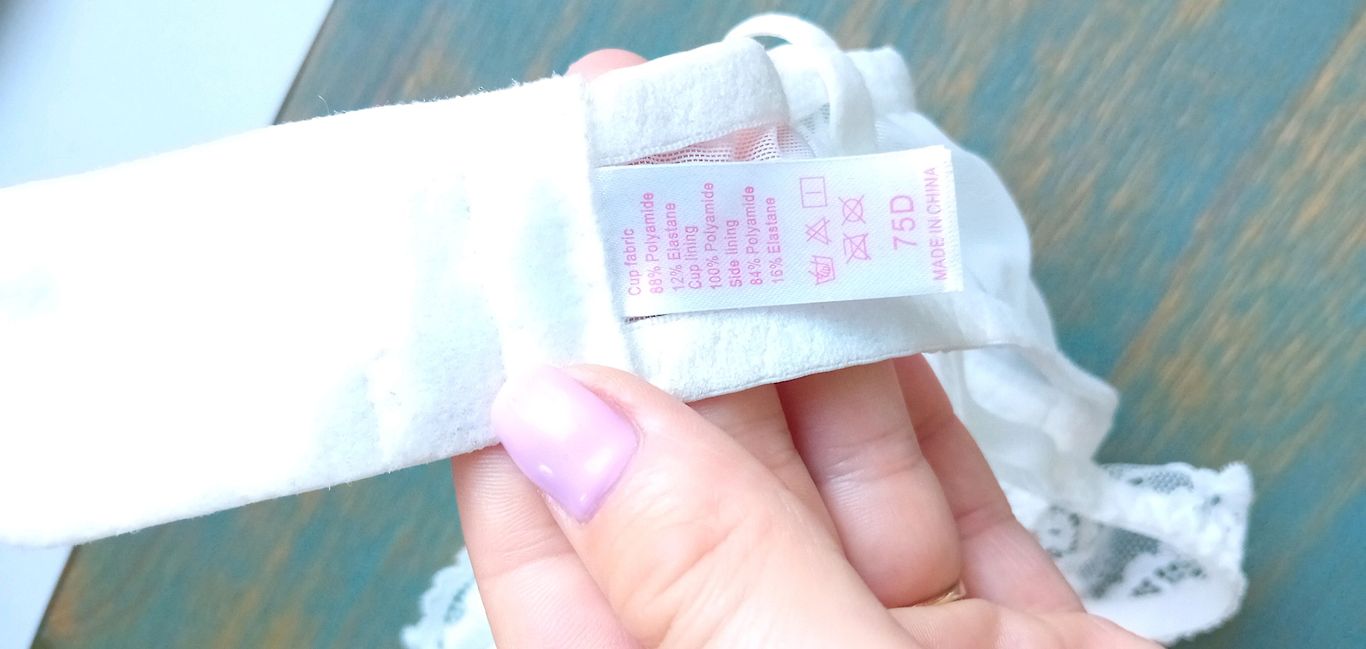 Cup fabric
88% Polyamide
12% Elastane
Cup lining
100% Polyamide
Side lining
84% Polyamide
16% Elastane
75D
MADE IN CHINA